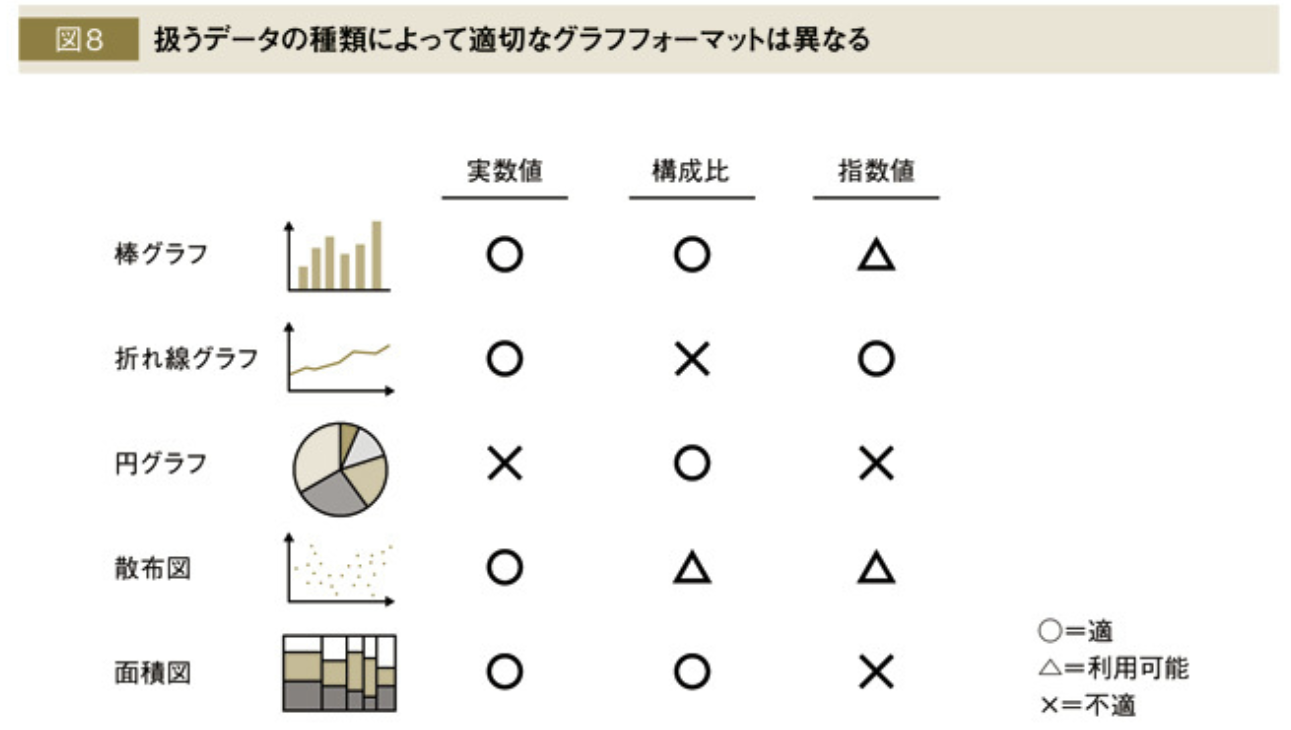 図8 扱うデータの種類によって適切なグラフフォーマットは異なる
実数値 構成比 指数値
棒グラフ ○ ○ △
折れ線グラフ ○ × ○
円グラフ × ○ ×
散布図 ○ △ △
面積図 ○ ○ ×
○＝適
△＝利用可能
×＝不適